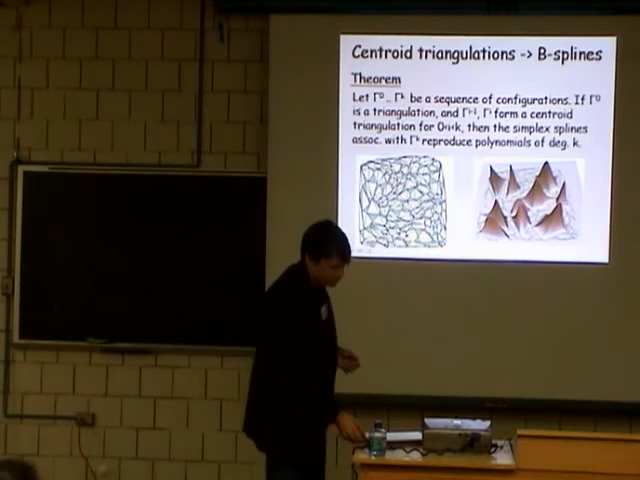 Centroid triangulations -> B-splines
Theorem
Let Γ⁰ .. Γᵏ be a sequence of configurations. If Γ⁰
is a triangulation, and Γⁱ⁻¹, Γⁱ form a centroid
triangulation for 0<i<k, then the simplex splines
assoc. with Γᵏ reproduce polynomials of deg. k.